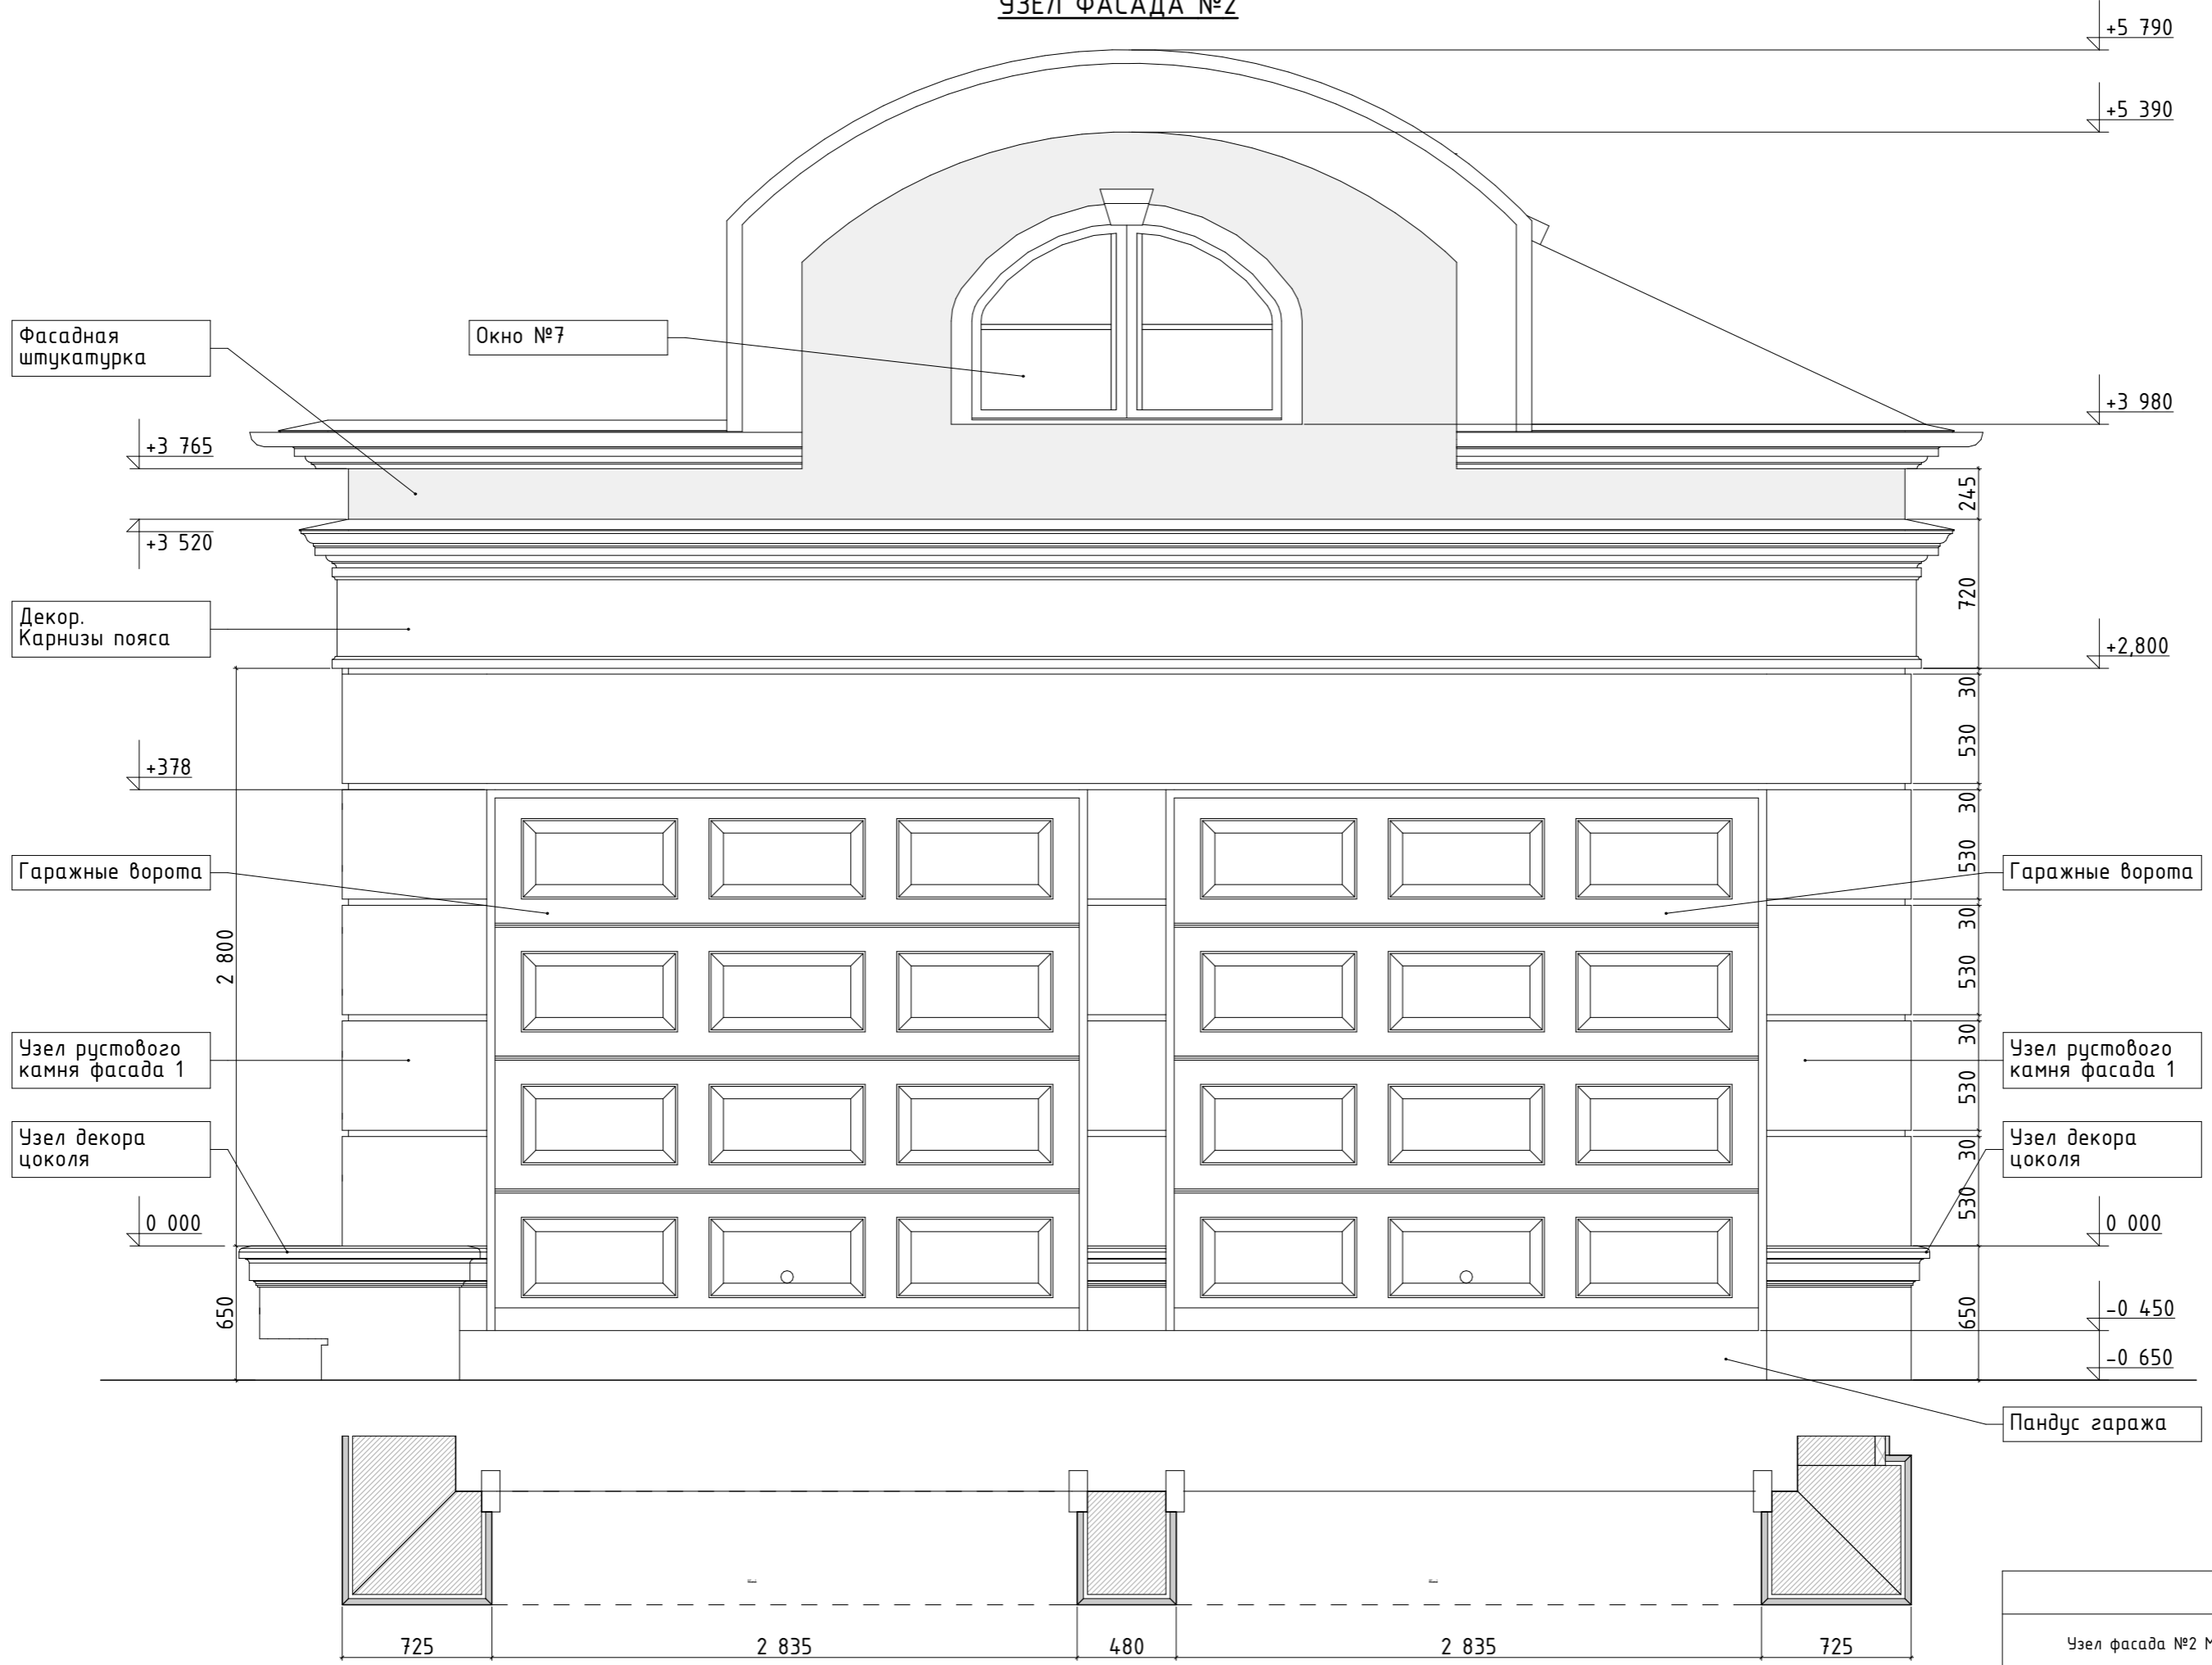 УЗЕЛ ФАСАДА №2
+5 790
+5 390
Фасадная
штукатурка
Окно №7
+3 980
+3 765
245
+3 520
720
Декор.
Карнизы пояса
+2,800
30
530
+378
30
Гаражные ворота
530
Гаражные ворота
30
2 800
530
30
Узел рустового
камня фасада 1
Узел рустового
камня фасада 1
530
Узел декора
цоколя
30
Узел декора
цоколя
530
0 000
0 000
650
650
-0 450
-0 650
Пандус гаража
725
2 835
480
2 835
725
Узел фасада №2 М